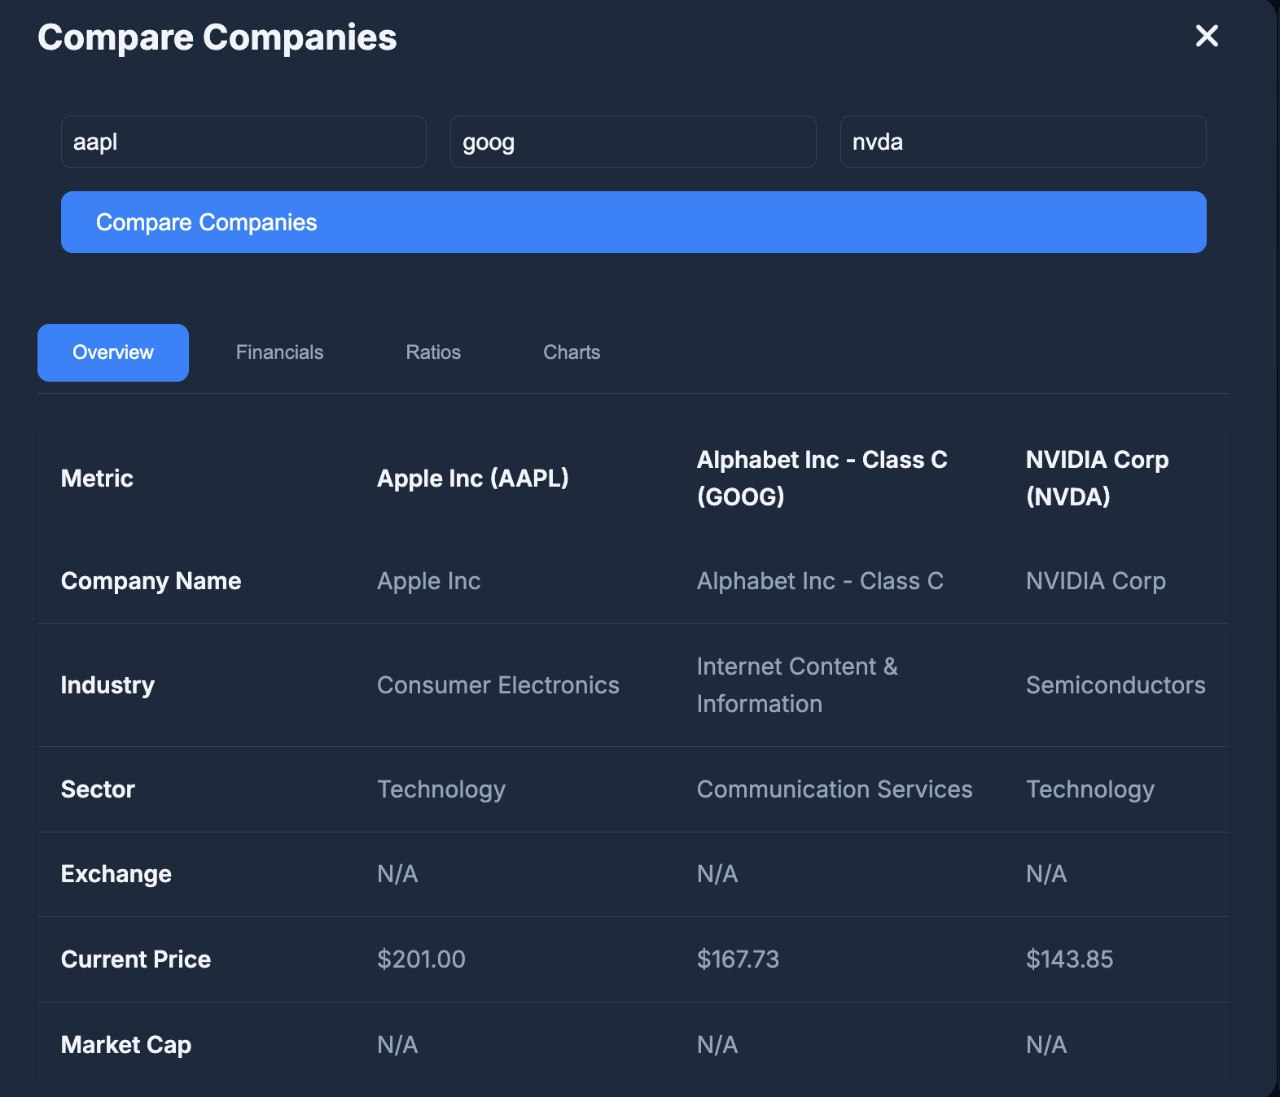 Compare Companies
aapl
goog
nvda
Compare Companies
Overview
Financials
Ratios
Charts
Metric
Apple Inc (AAPL)
Alphabet Inc - Class C
(GOOG)
NVIDIA Corp
(NVDA)
Company Name
Apple Inc
Alphabet Inc - Class C
NVIDIA Corp
Industry
Consumer Electronics
Internet Content &
Information
Semiconductors
Sector
Technology
Communication Services
Technology
Exchange
N/A
N/A
N/A
Current Price
$201.00
$167.73
$143.85
Market Cap
N/A
N/A
N/A